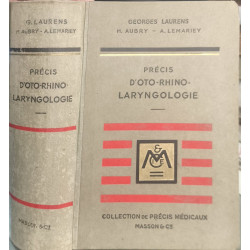 G. LAURENS
M. AUBRY - A. LEMARIEY
PRÉCIS
D'OTO-RHINO-
LARYNGOLOGIE
MASSON & CIE
GEORGES LAURENS
M. AUBRY - A. LEMARIEY
PRÉCIS
D'OTO-RHINO-
LARYNGOLOGIE
M & C
COLLECTION DE PRÉCIS MÉDICAUX
MASSON & CIE